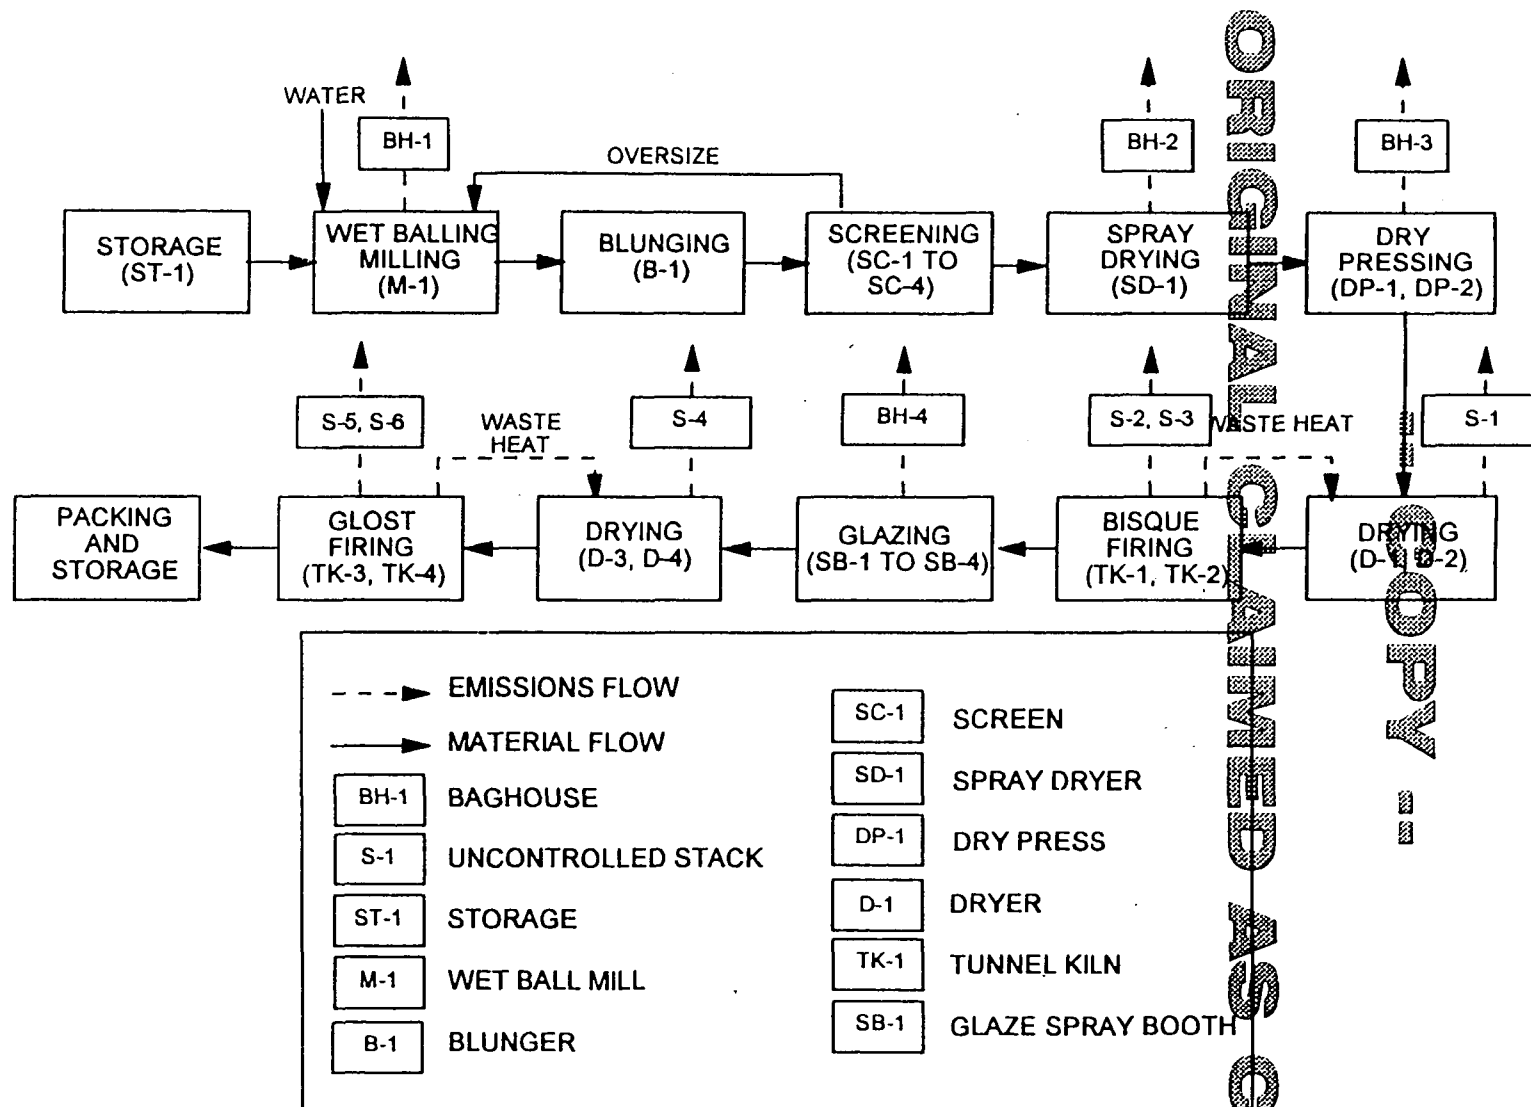 WATER
BH-1
OVERSIZE
BH-2
BH-3
STORAGE
(ST-1)
WET BALLING
MILLING
(M-1)
BLUNGING
(B-1)
SCREENING
(SC-1 TO
SC-4)
SPRAY
DRYING
(SD-1)
DRY
PRESSING
(DP-1, DP-2)
S-5, S-6
WASTE
HEAT
S-4
BH-4
S-2, S-3
WASTE HEAT
S-1
PACKING
AND
STORAGE
GLOST
FIRING
(TK-3, TK-4)
DRYING
(D-3, D-4)
GLAZING
(SB-1 TO SB-4)
BISQUE
FIRING
(TK-1, TK-2)
DRYING
(D-1, D-2)
EMISSIONS FLOW
MATERIAL FLOW
BH-1 BAGHOUSE
S-1 UNCONTROLLED STACK
ST-1 STORAGE
M-1 WET BALL MILL
B-1 BLUNGER
SC-1 SCREEN
SD-1 SPRAY DRYER
DP-1 DRY PRESS
D-1 DRYER
TK-1 TUNNEL KILN
SB-1 GLAZE SPRAY BOOTH
ORIGINAL CLAIMED AS C
COPY --